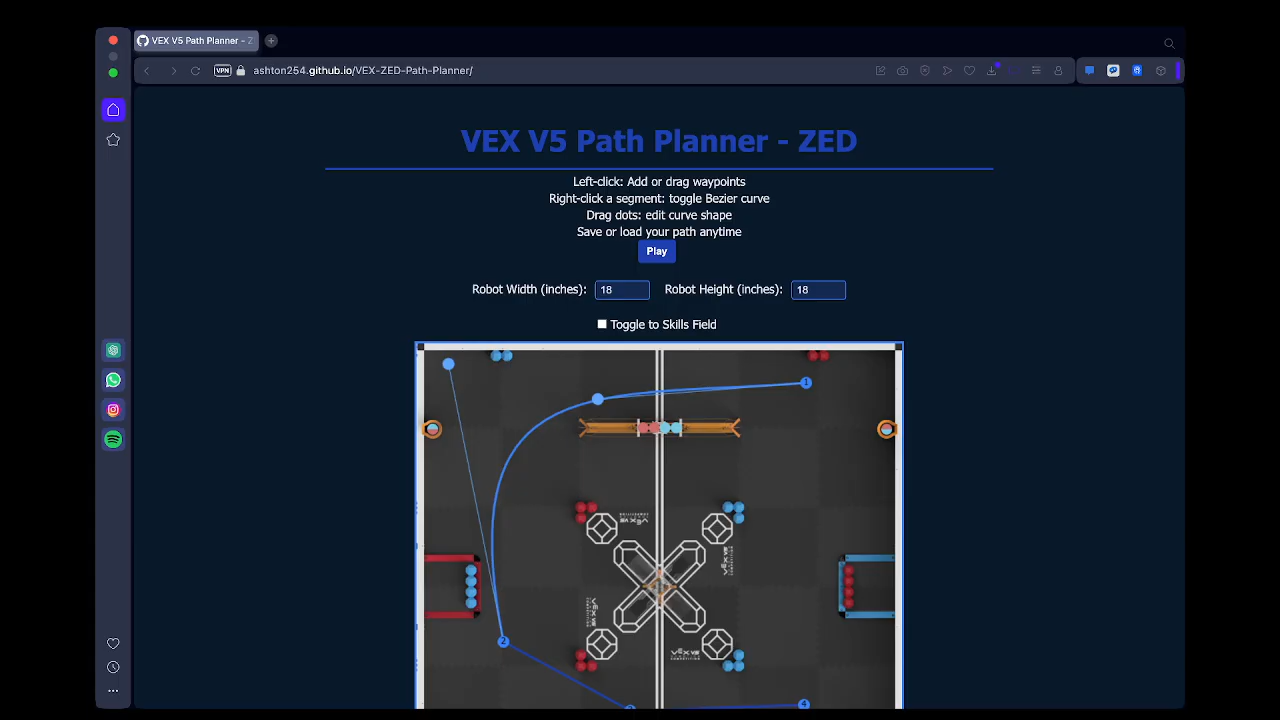 VEX V5 Path Planner - Z
VPN
ashton254.github.io/VEX-ZED-Path-Planner/
VEX V5 Path Planner - ZED
Left-click: Add or drag waypoints
Right-click a segment: toggle Bezier curve
Drag dots: edit curve shape
Save or load your path anytime
Play
Robot Width (inches): 18 Robot Height (inches): 18
Toggle to Skills Field
1
2
4